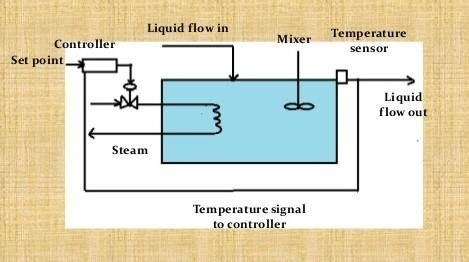 Liquid flow in
Controller
Set point
Mixer
Temperature
sensor
Liquid
flow out
Steam
Temperature signal
to controller